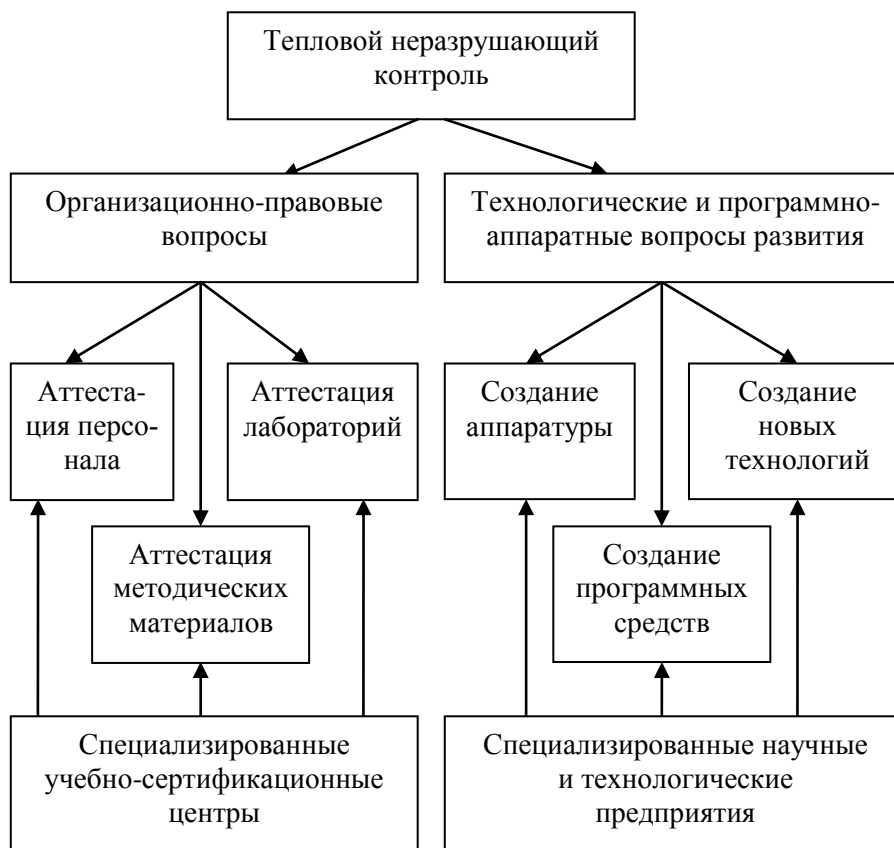 Тепловой неразрушающий
контроль
Организационно-правовые
вопросы
Технологические и программно-
аппаратные вопросы развития
Аттеста-
ция персо-
нала
Аттестация
лабораторий
Создание
аппаратуры
Создание
новых
технологий
Аттестация
методических
материалов
Создание
программных
средств
Специализированные
учебно-сертификационные
центры
Специализированные научные
и технологические
предприятия